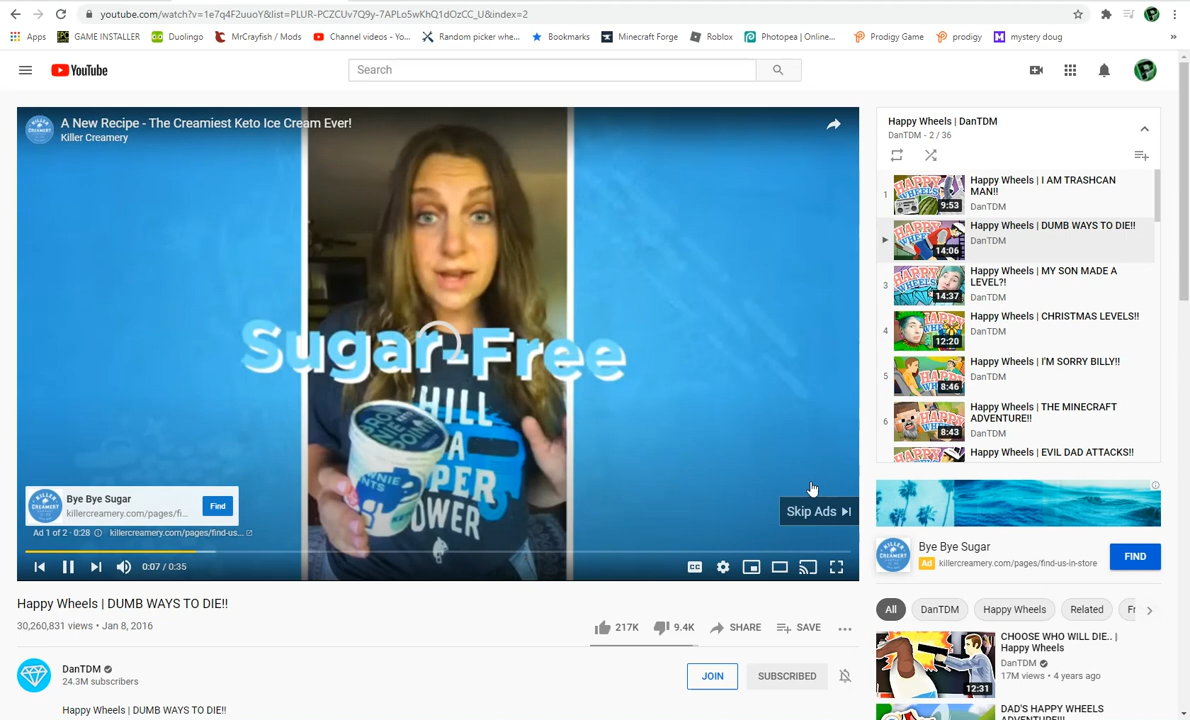 youtube.com/watch?v=1e7q4F2uuoY&list=PLUR-PCZCUv7Q9y-7APLo5wKhQ1dOzCC_U&index=2
Apps GAME INSTALLER Duolingo MrCrayfish / Mods Channel videos - Yo... Random picker whe... Bookmarks Minecraft Forge Roblox Photopea | Online... Prodigy Game prodigy mystery doug »
YouTube
Search
A New Recipe - The Creamiest Keto Ice Cream Ever!
Killer Creamery
Sugar-Free
Bye Bye Sugar
killercreamery.com/pages/fi...
Find
Skip Ads
Ad 1 of 2 · 0:28 killercreamery.com/pages/find-us...
0:07 / 0:35
CC
Happy Wheels | DUMB WAYS TO DIE!!
30,260,831 views • Jan 8, 2016
217K 9.4K SHARE SAVE ...
DanTDM
24.3M subscribers
JOIN SUBSCRIBED
Happy Wheels | DUMB WAYS TO DIE!!
Happy Wheels | DanTDM
DanTDM - 2 / 36
1
9:53
Happy Wheels | I AM TRASHCAN
MAN!!
DanTDM
14:06
Happy Wheels | DUMB WAYS TO DIE!!
DanTDM
3
14:37
Happy Wheels | MY SON MADE A
LEVEL?!
DanTDM
4
12:20
Happy Wheels | CHRISTMAS LEVELS!!
DanTDM
5
8:46
Happy Wheels | I'M SORRY BILLY!!
DanTDM
6
8:43
Happy Wheels | THE MINECRAFT
ADVENTURE!!
DanTDM
Happy Wheels | EVIL DAD ATTACKS!!
Bye Bye Sugar
Ad killercreamery.com/pages/find-us-in-store
FIND
All DanTDM Happy Wheels Related
CHOOSE WHO WILL DIE.. |
Happy Wheels
DanTDM
17M views • 4 years ago
12:31
DAD'S HAPPY WHEELS
ADVENTURE!!!